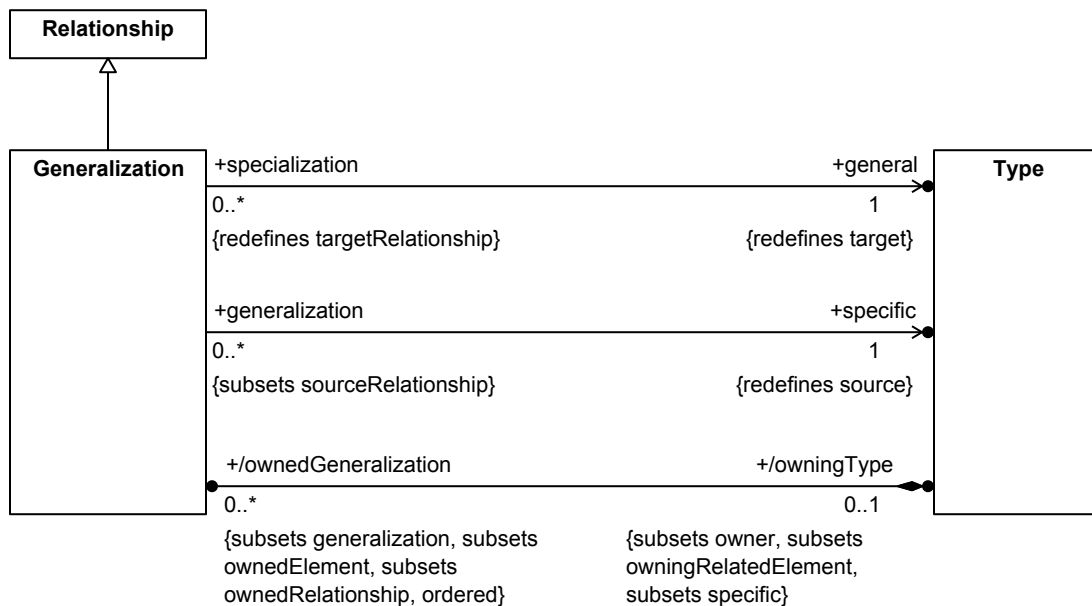 Relationship
Generalization
Type
+specialization
+general
0..*
1
{redefines targetRelationship}
{redefines target}
+generalization
+specific
0..*
1
{subsets sourceRelationship}
{redefines source}
+/ownedGeneralization
+/owningType
0..*
0..1
{subsets generalization, subsets
ownedElement, subsets
ownedRelationship, ordered}
{subsets owner, subsets
owningRelatedElement,
subsets specific}